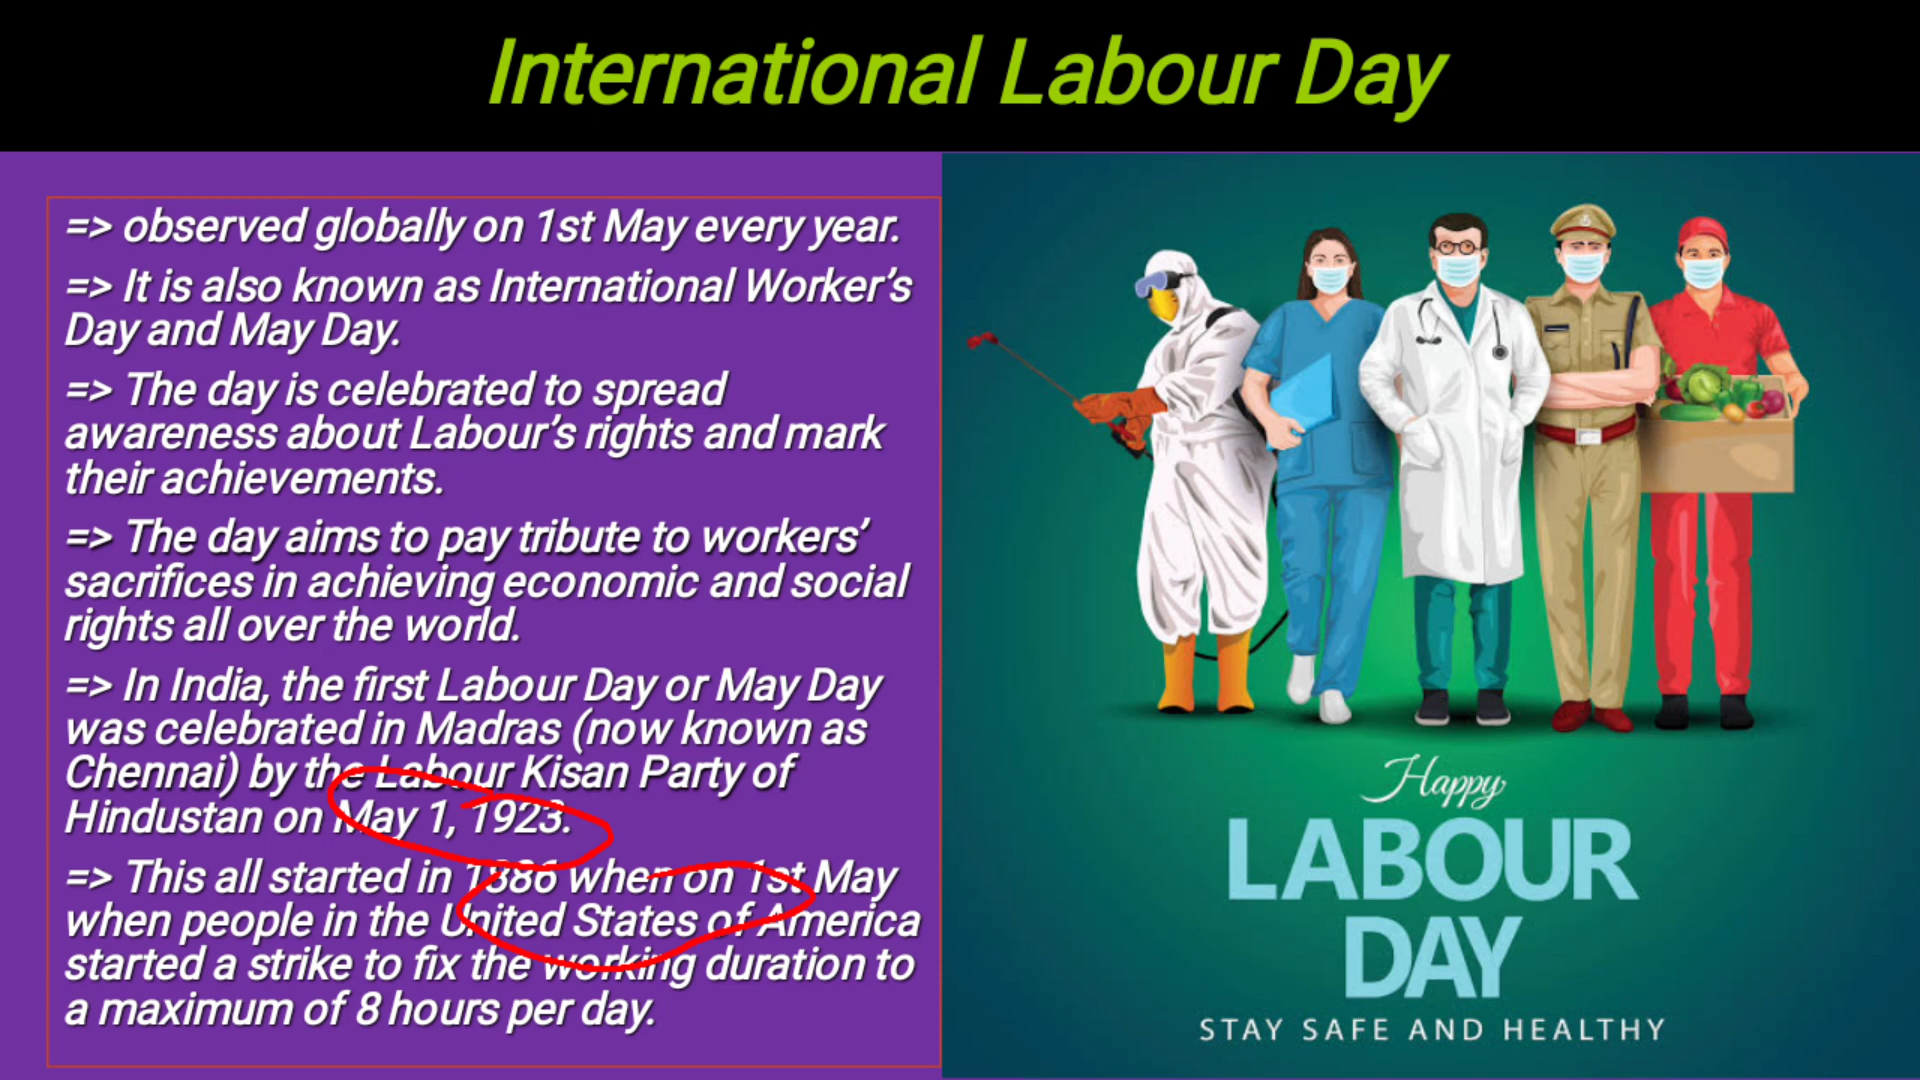 International Labour Day
=> observed globally on 1st May every year.
=> It is also known as International Worker’s
Day and May Day.
=> The day is celebrated to spread
awareness about Labour’s rights and mark
their achievements.
=> The day aims to pay tribute to workers’
sacrifices in achieving economic and social
rights all over the world.
=> In India, the first Labour Day or May Day
was celebrated in Madras (now known as
Chennai) by the Labour Kisan Party of
Hindustan on May 1, 1923.
=> This all started in 1886 when on 1st May
when people in the United States of America
started a strike to fix the working duration to
a maximum of 8 hours per day.
Happy
LABOUR
DAY
STAY SAFE AND HEALTHY